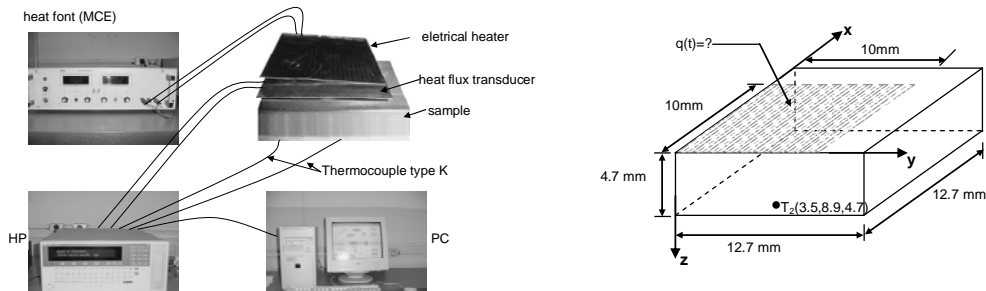 heat font (MCE)
eletrical heater
heat flux transducer
sample
Thermocouple type K
HP
PC
q(t)=?
x
10mm
10mm
y
4.7 mm
T₂(3.5,8.9,4.7)
12.7 mm
12.7 mm
z